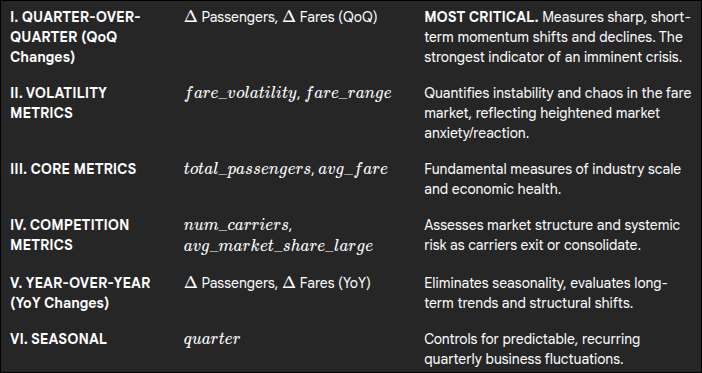 I. QUARTER-OVER-
QUARTER (QoQ
Changes)
Δ Passengers, Δ Fares (QoQ)
MOST CRITICAL. Measures sharp, short-
term momentum shifts and declines. The
strongest indicator of an imminent crisis.
II. VOLATILITY
METRICS
fare_volatility, fare_range
Quantifies instability and chaos in the fare
market, reflecting heightened market
anxiety/reaction.
III. CORE METRICS
total_passengers, avg_fare
Fundamental measures of industry scale
and economic health.
IV. COMPETITION
METRICS
num_carriers,
avg_market_share_large
Assesses market structure and systemic
risk as carriers exit or consolidate.
V. YEAR-OVER-YEAR
(YoY Changes)
Δ Passengers, Δ Fares (YoY)
Eliminates seasonality, evaluates long-
term trends and structural shifts.
VI. SEASONAL
quarter
Controls for predictable, recurring
quarterly business fluctuations.